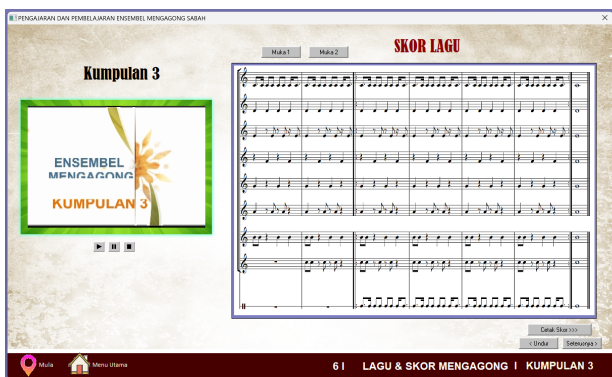 PENGAJARAN DAN PEMBELAJARAN ENSEMBEL MENGAGONG SABAH
Muka 1
Muka 2
SKOR LAGU
Kumpulan 3
ENSEMBEL
MENGAGONG
KUMPULAN 3
Cetak Skor >>>
< Undur
Seterusnya >
Mula
Menu Utama
6 I LAGU & SKOR MENGAGONG I KUMPULAN 3